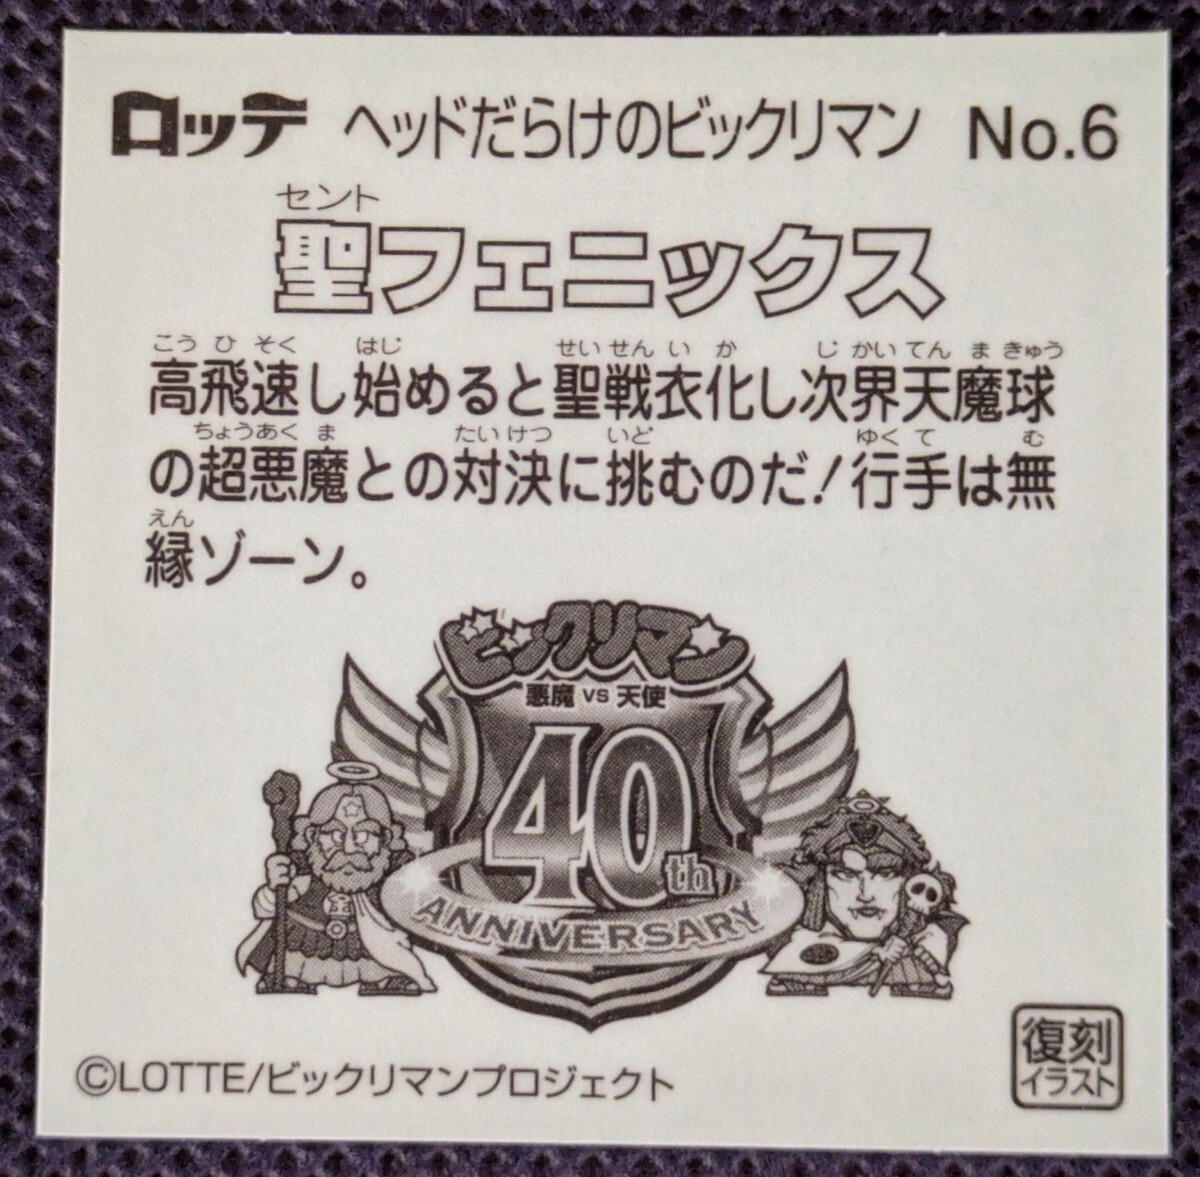 ロッテ ヘッドだらけのビックリマン No.6
セント
聖フェニックス
こうひそく はじ せいせんいか じかいてんまきゅう
高飛速し始めると聖戦衣化し次界天魔球
ちょうあくま たいけつ いど ゆくて む
の超悪魔との対決に挑むのだ!行手は無
えん
縁ゾーン。
ビックリマン
悪魔 VS 天使
40th
ANNIVERSARY
©LOTTE/ビックリマンプロジェクト
復刻
イラスト